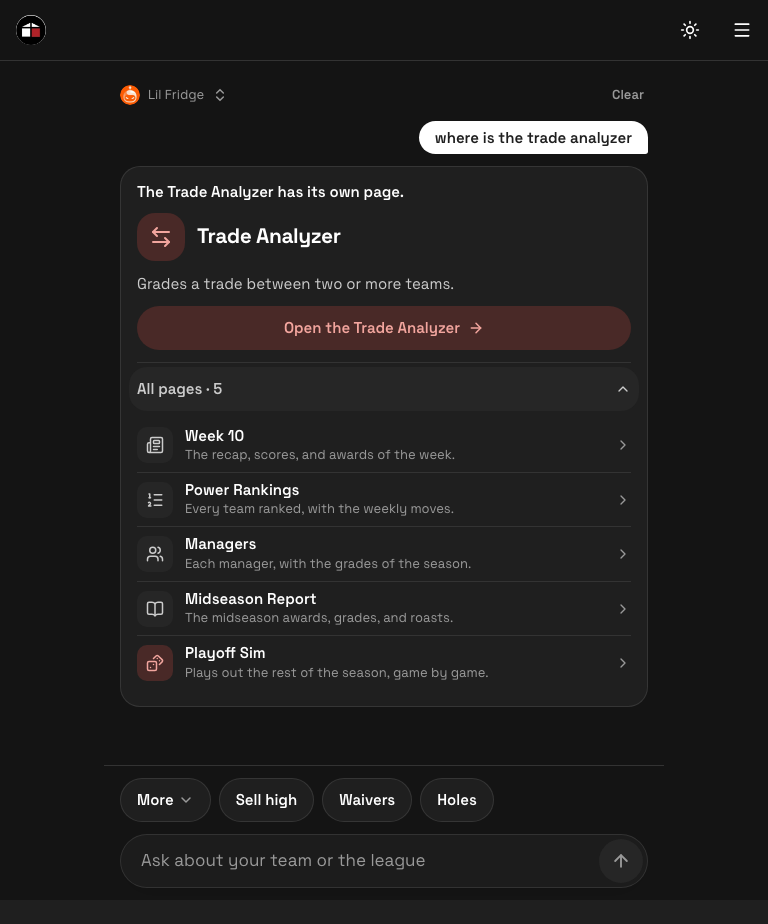 Lil Fridge
Clear
where is the trade analyzer
The Trade Analyzer has its own page.
Trade Analyzer
Grades a trade between two or more teams.
Open the Trade Analyzer
All pages · 5
Week 10
The recap, scores, and awards of the week.
Power Rankings
Every team ranked, with the weekly moves.
Managers
Each manager, with the grades of the season.
Midseason Report
The midseason awards, grades, and roasts.
Playoff Sim
Plays out the rest of the season, game by game.
More Sell high Waivers Holes
Ask about your team or the league